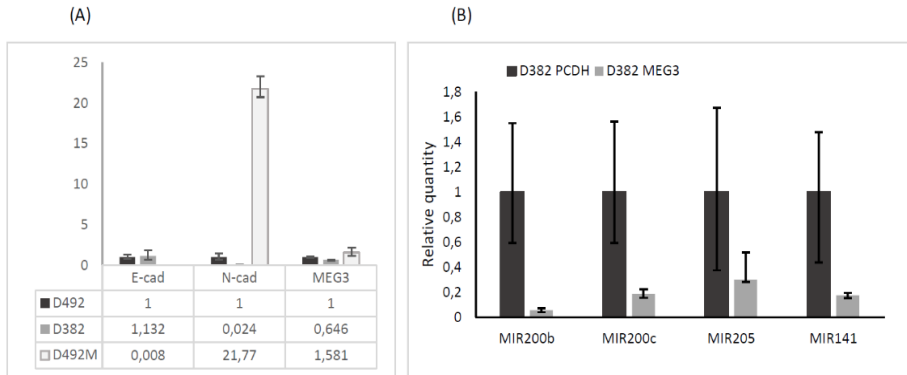 (A)
(B)
25
20
15
10
5
0
E-cad N-cad MEG3
D492 1 1 1
D382 1,132 0,024 0,646
D492M 0,008 21,77 1,581
D382 PCDH D382 MEG3
Relative quantity
1,8
1,6
1,4
1,2
1
0,8
0,6
0,4
0,2
0
MIR200b MIR200c MIR205 MIR141